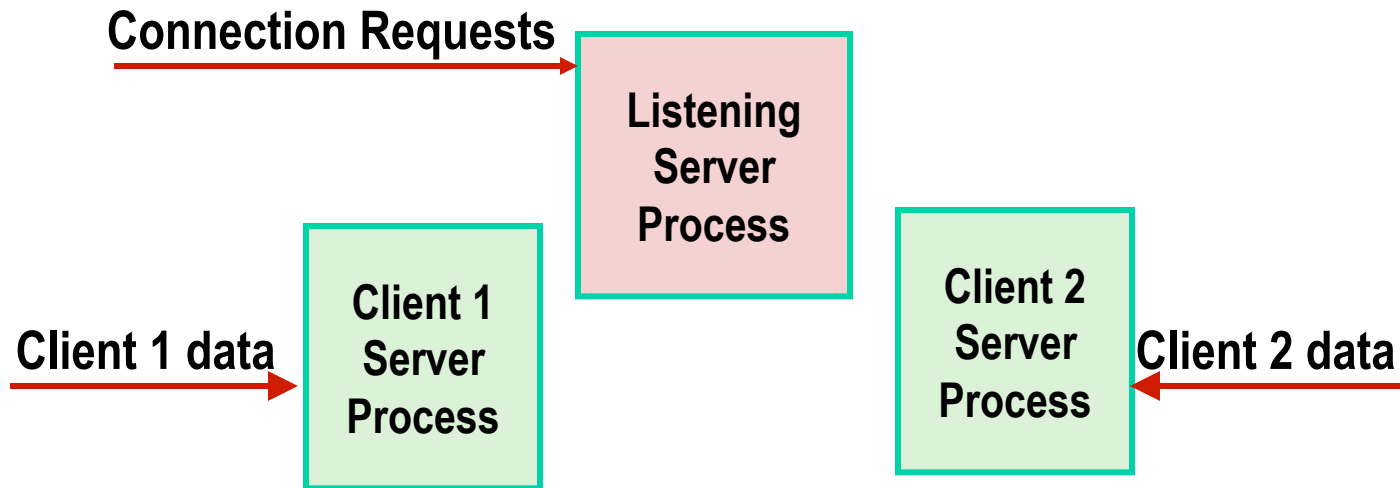 Connection Requests
Listening
Server
Process
Client 1
Server
Process
Client 2
Server
Process
Client 1 data
Client 2 data